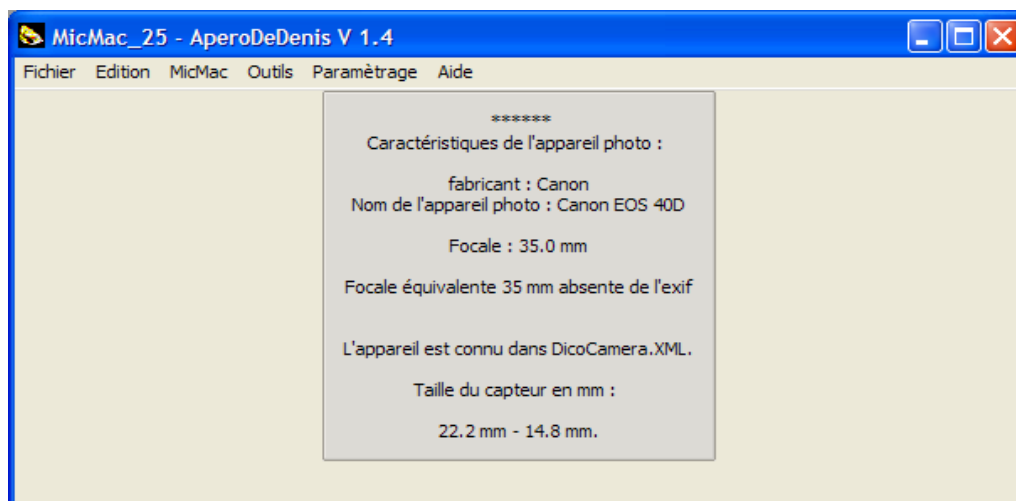 MicMac_25 - AperoDeDenis V 1.4
Fichier Edition MicMac Outils Paramètrage Aide
******
Caractéristiques de l'appareil photo :
fabricant : Canon
Nom de l'appareil photo : Canon EOS 40D
Focale : 35.0 mm
Focale équivalente 35 mm absente de l'exif
L'appareil est connu dans DicoCamera.XML.
Taille du capteur en mm :
22.2 mm - 14.8 mm.